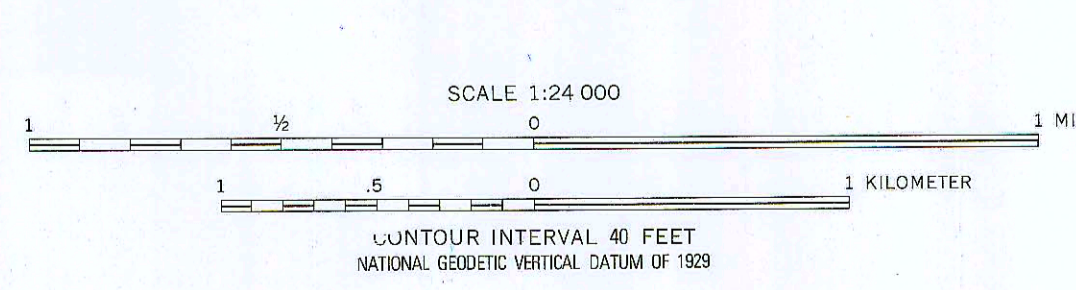 SCALE 1:24 000
1 ½ 0 1 MI
1 .5 0 1 KILOMETER
CONTOUR INTERVAL 40 FEET
NATIONAL GEODETIC VERTICAL DATUM OF 1929